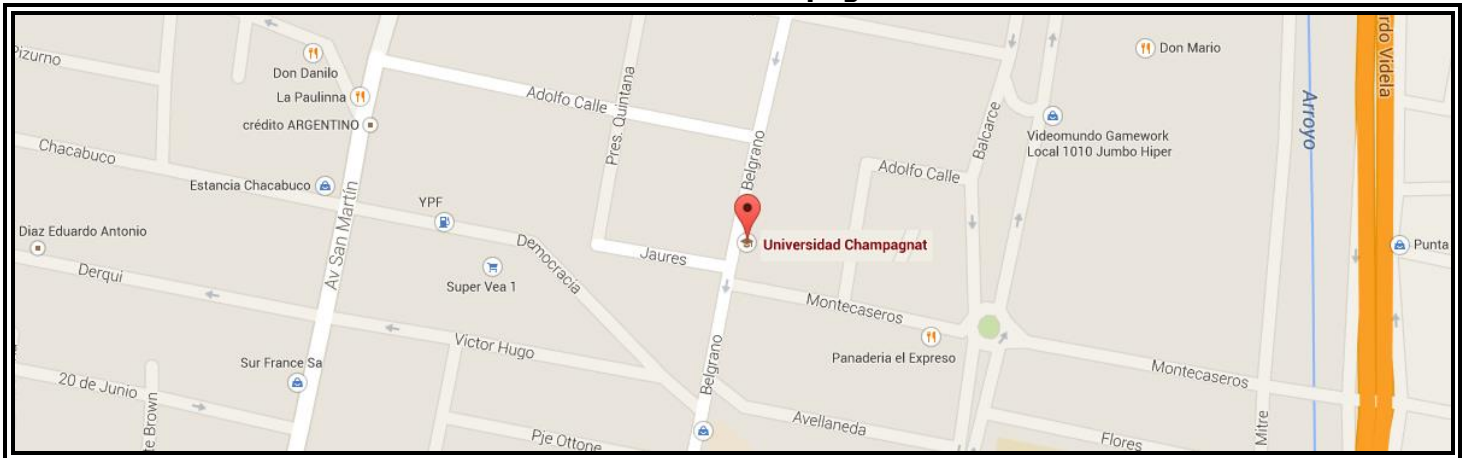 Pizurno
Don Danilo
La Paulinna
crédito ARGENTINO
Chacabuco
Estancia Chacabuco
Av San Martín
YPF
Diaz Eduardo Antonio
Derqui
Super Vea 1
Democracia
Victor Hugo
Sur France Sa
20 de Junio
te Brown
Pje Ottone
Adolfo Calle
Pres. Quintana
Jaures
Belgrano
Universidad Champagnat
Belgrano
Montecaseros
Panaderia el Expreso
Avellaneda
Adolfo Calle
Balcarce
Videomundo Gamework
Local 1010 Jumbo Hiper
Don Mario
Arroyo
rdo Videla
Punta
Montecaseros
Flores
Mitre